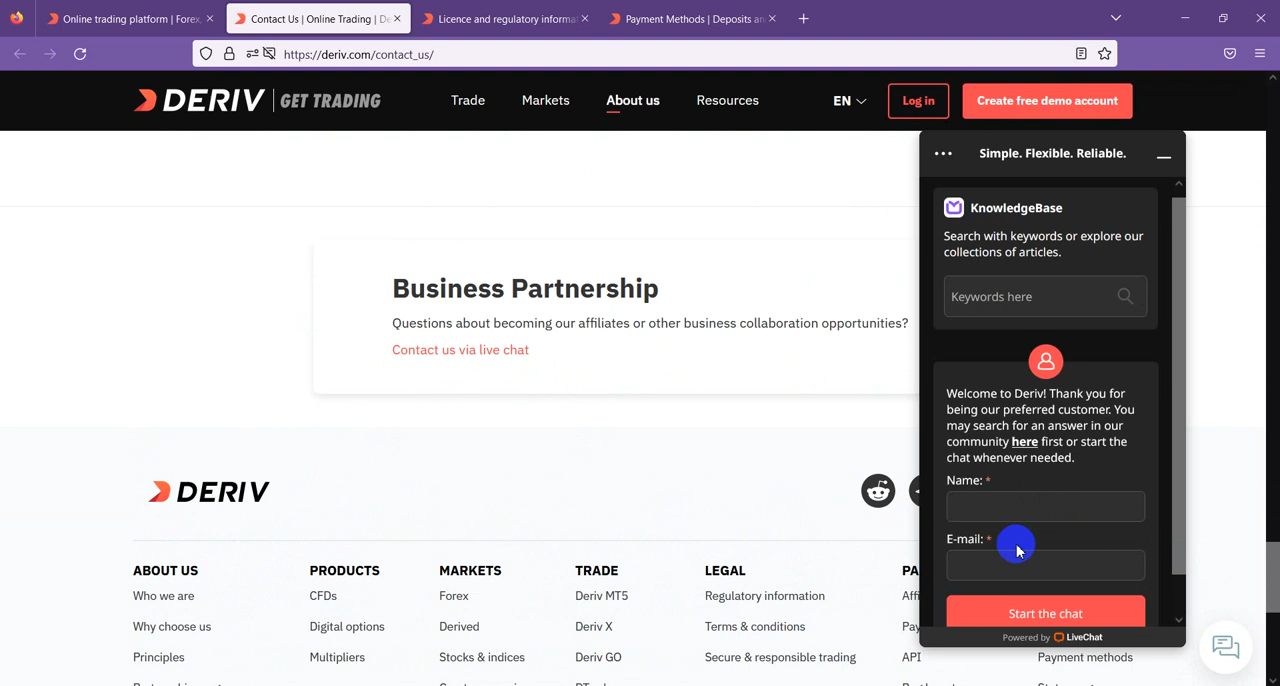 Online trading platform | Forex,
Contact Us | Online Trading | De
Licence and regulatory informat
Payment Methods | Deposits an
https://deriv.com/contact_us/
DERIV
GET TRADING
Trade
Markets
About us
Resources
EN
Log in
Create free demo account
Simple. Flexible. Reliable.
KnowledgeBase
Search with keywords or explore our
collections of articles.
Keywords here
Business Partnership
Questions about becoming our affiliates or other business collaboration opportunities?
Contact us via live chat
Welcome to Deriv! Thank you for
being our preferred customer. You
may search for an answer in our
community here first or start the
chat whenever needed.
Name: *
E-mail: *
Start the chat
Powered by LiveChat
DERIV
ABOUT US
PRODUCTS
MARKETS
TRADE
LEGAL
PA
Who we are
CFDs
Forex
Deriv MT5
Regulatory information
Affi
Why choose us
Digital options
Derived
Deriv X
Terms & conditions
Pay
Principles
Multipliers
Stocks & indices
Deriv GO
Secure & responsible trading
API
Payment methods